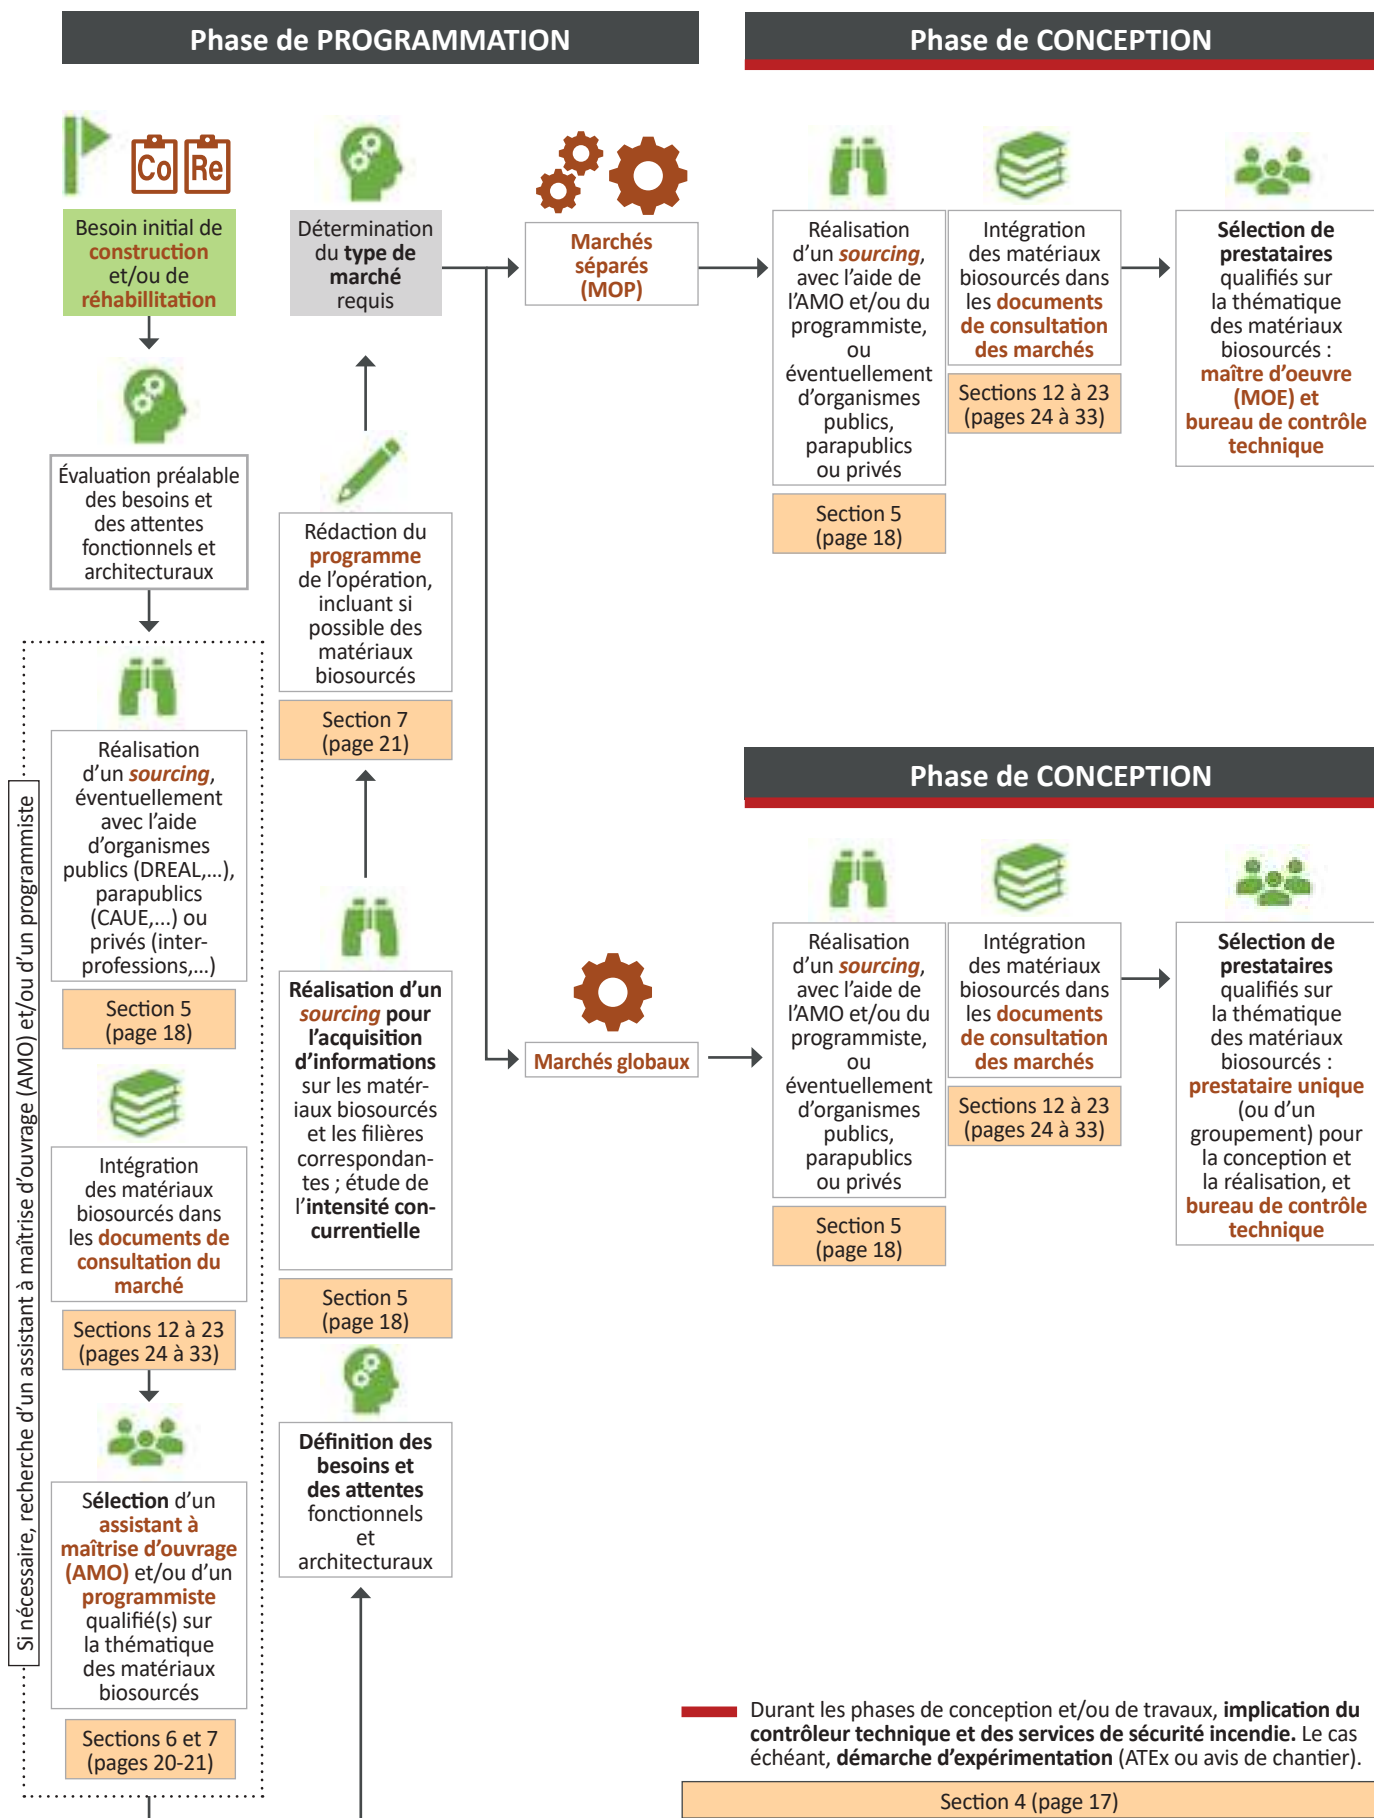 Phase de PROGRAMMATION
Co Re
Besoin initial de
construction
et/ou de
réhabillitation
Évaluation préalable
des besoins et
des attentes
fonctionnels et
architecturaux
Si nécessaire, recherche d'un assistant à maîtrise d'ouvrage (AMO) et/ou d'un programmiste
Réalisation
d'un sourcing,
éventuellement
avec l'aide
d'organismes
publics (DREAL,...),
parapublics
(CAUE,...) ou
privés (inter-
professions,...)
Section 5
(page 18)
Intégration
des matériaux
biosourcés dans
les documents de
consultation du
marché
Sections 12 à 23
(pages 24 à 33)
Sélection d'un
assistant à
maîtrise d'ouvrage
(AMO) et/ou d'un
programmiste
qualifié(s) sur
la thématique
des matériaux
biosourcés
Sections 6 et 7
(pages 20-21)
Définition des
besoins et
des attentes
fonctionnels
et
architecturaux
Réalisation d'un
sourcing pour
l'acquisition
d'informations
sur les maté-
iaux biosourcés
et les filières
correspondan-
tes ; étude de
l'intensité con-
currentielle
Section 5
(page 18)
Rédaction du
programme
de l'opération,
incluant si
possible des
matériaux
biosourcés
Section 7
(page 21)
Détermination
du type de
marché
requis
Marchés
séparés
(MOP)
Phase de CONCEPTION
Réalisation
d'un sourcing,
avec l'aide de
l'AMO et/ou du
programmiste,
ou
éventuellement
d'organismes
publics,
parapublics
ou privés
Section 5
(page 18)
Intégration
des matériaux
biosourcés dans
les documents
de consultation
des marchés
Sections 12 à 23
(pages 24 à 33)
Sélection de
prestataires
qualifiés sur
la thématique
des matériaux
biosourcés :
maître d'oeuvre
(MOE) et
bureau de contrôle
technique
Marchés globaux
Phase de CONCEPTION
Réalisation
d'un sourcing,
avec l'aide de
l'AMO et/ou du
programmiste,
ou
éventuellement
d'organismes
publics,
parapublics
ou privés
Section 5
(page 18)
Intégration
des matériaux
biosourcés dans
les documents
de consultation
des marchés
Sections 12 à 23
(pages 24 à 33)
Sélection de
prestataires
qualifiés sur
la thématique
des matériaux
biosourcés :
prestataire unique
(ou d'un
groupement) pour
la conception et
la réalisation, et
bureau de contrôle
technique
Durant les phases de conception et/ou de travaux, implication du
contrôleur technique et des services de sécurité incendie. Le cas
échéant, démarche d'expérimentation (ATEx ou avis de chantier).
Section 4 (page 17)